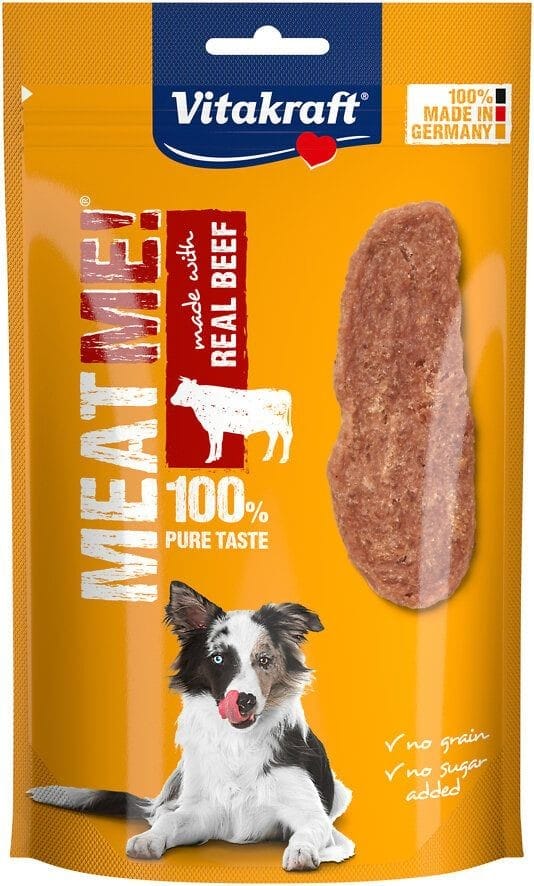 Vitakraft®
100%
MADE IN
GERMANY
MEAT ME!®
made with
REAL BEEF
100%
PURE TASTE
✓ no grain
✓ no sugar
added